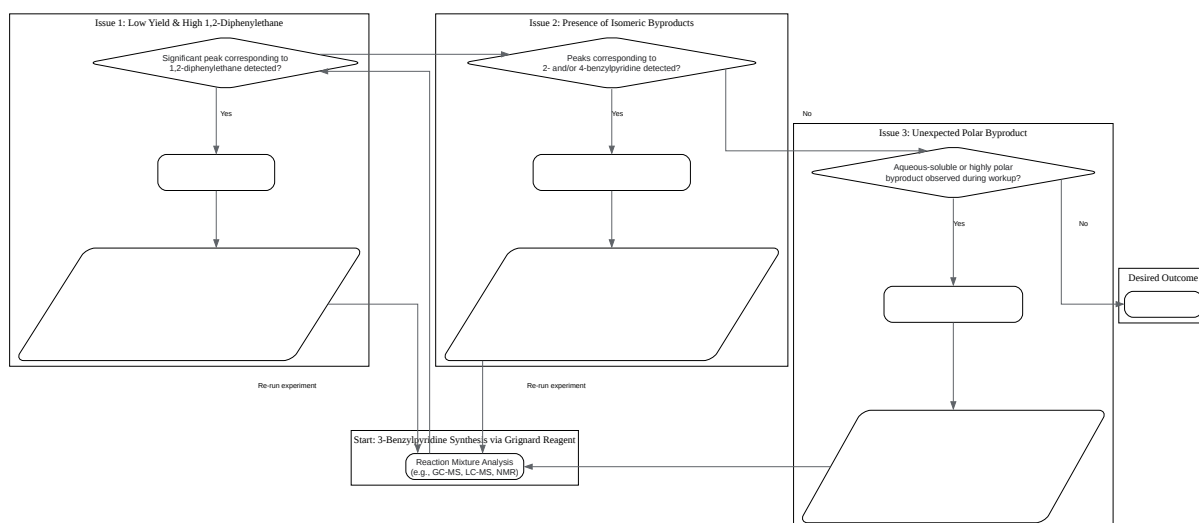 Issue 1: Low Yield & High 1,2-Diphenylethane
Significant peak corresponding to
1,2-diphenylethane detected?
Yes
Issue 2: Presence of Isomeric Byproducts
Peaks corresponding to
2- and/or 4-benzylpyridine detected?
Yes
No
Issue 3: Unexpected Polar Byproduct
Aqueous-soluble or highly polar
byproduct observed during workup?
Yes
No
Desired Outcome
Re-run experiment
Re-run experiment
Start: 3-Benzylpyridine Synthesis via Grignard Reagent
Reaction Mixture Analysis
(e.g., GC-MS, LC-MS, NMR)